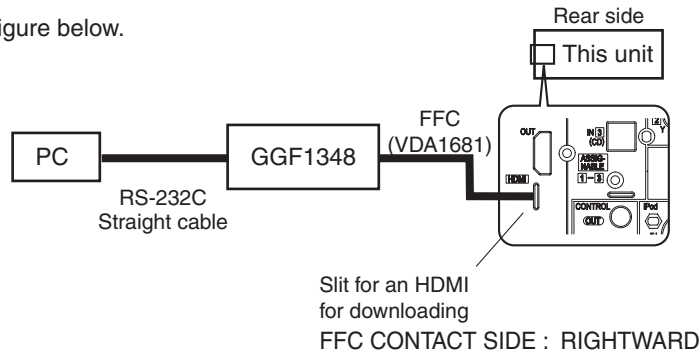 igure below.
Rear side
This unit
FFC
(VDA1681)
PC
GGF1348
RS-232C
Straight cable
OUT
IN 3
(CD)
ASSIG-
NABLE
1 - 3
HDMI
CONTROL
OUT
iPod
Slit for an HDMI
for downloading
FFC CONTACT SIDE : RIGHTWARD